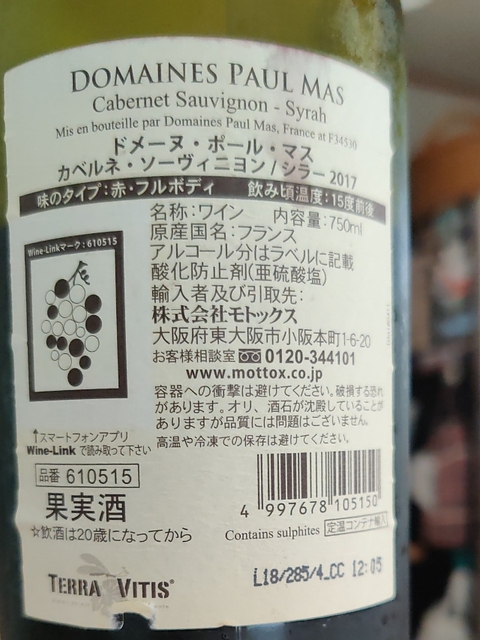 DOMAINES PAUL MAS
Cabernet Sauvignon - Syrah
Mis en bouteille par Domaines Paul Mas, France at F34530
ドメーヌ・ポール・マス
カベルネ・ソーヴィニヨン/シラー 2017
味のタイプ:赤・フルボディ 飲み頃温度:15度前後
名称:ワイン 内容量:750ml
原産国名:フランス
アルコール分はラベルに記載
酸化防止剤(亜硫酸塩)
輸入者及び引取先:
株式会社モトックス
大阪府東大阪市小阪本町1-6-20
お客様相談室 0120-344101
www.mottox.co.jp
Wine-Linkマーク:610515
容器への衝撃は避けてください。破損する恐れ
があります。オリ、酒石が沈殿していることが
ありますが品質には問題はございません。
高温や冷凍での保存は避けてください。
↑スマートフォンアプリ
Wine-Link で読み取って下さい
品番 610515
果実酒
☆飲酒は20歳になってから
4 997678 105150
Contains sulphites 定温コンテナ輸入
TERRA VITIS®
L18/285/4_CC 12:05